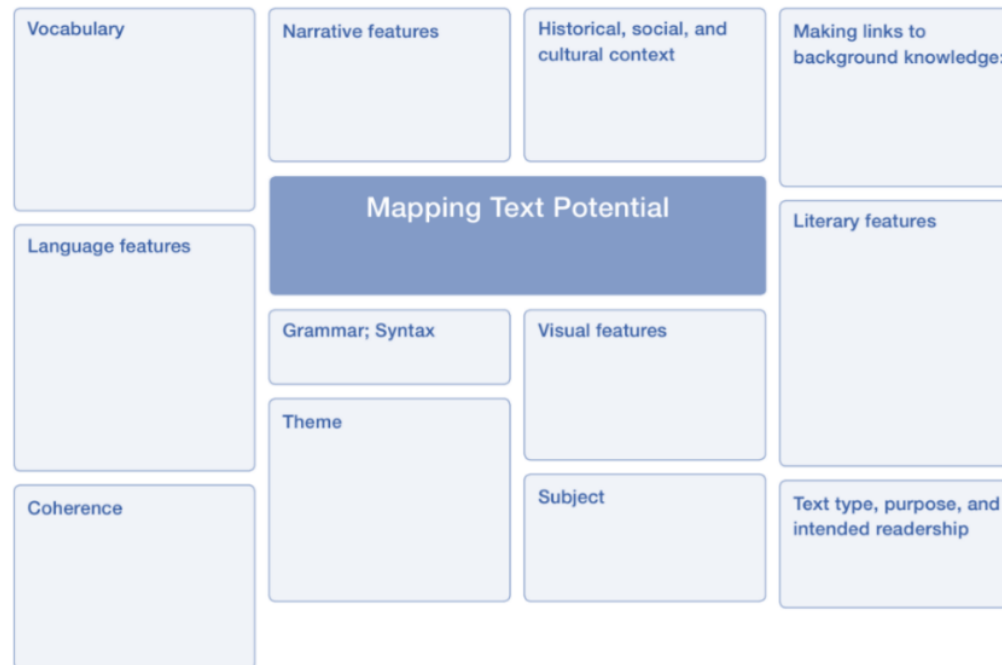 Vocabulary
Narrative features
Historical, social, and
cultural context
Making links to
background knowledge:
Mapping Text Potential
Language features
Literary features
Grammar; Syntax
Visual features
Theme
Coherence
Subject
Text type, purpose, and
intended readership